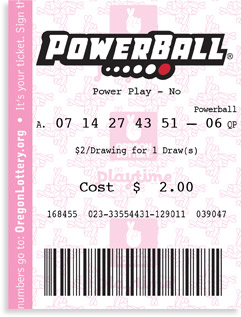 POWERBALL®
Power Play - No
Powerball
A. 07 14 27 43 51 — 06 QP
$2/Drawing for 1 Draw(s)
Playtime
Cost $ 2.00
168455 023-33554431-129011 039047
numbers go to: OregonLottery.org • It's your ticket. Sign th